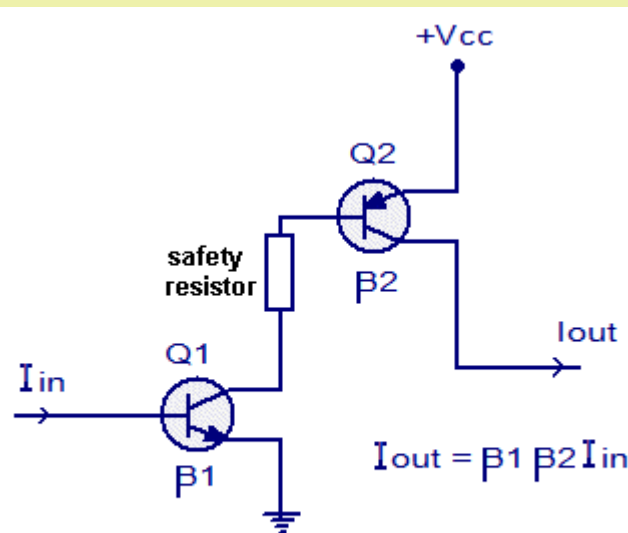 +Vcc
Q2
safety
resistor
β2
Iout
Q1
Iin
β1
Iout = β1 β2 Iin